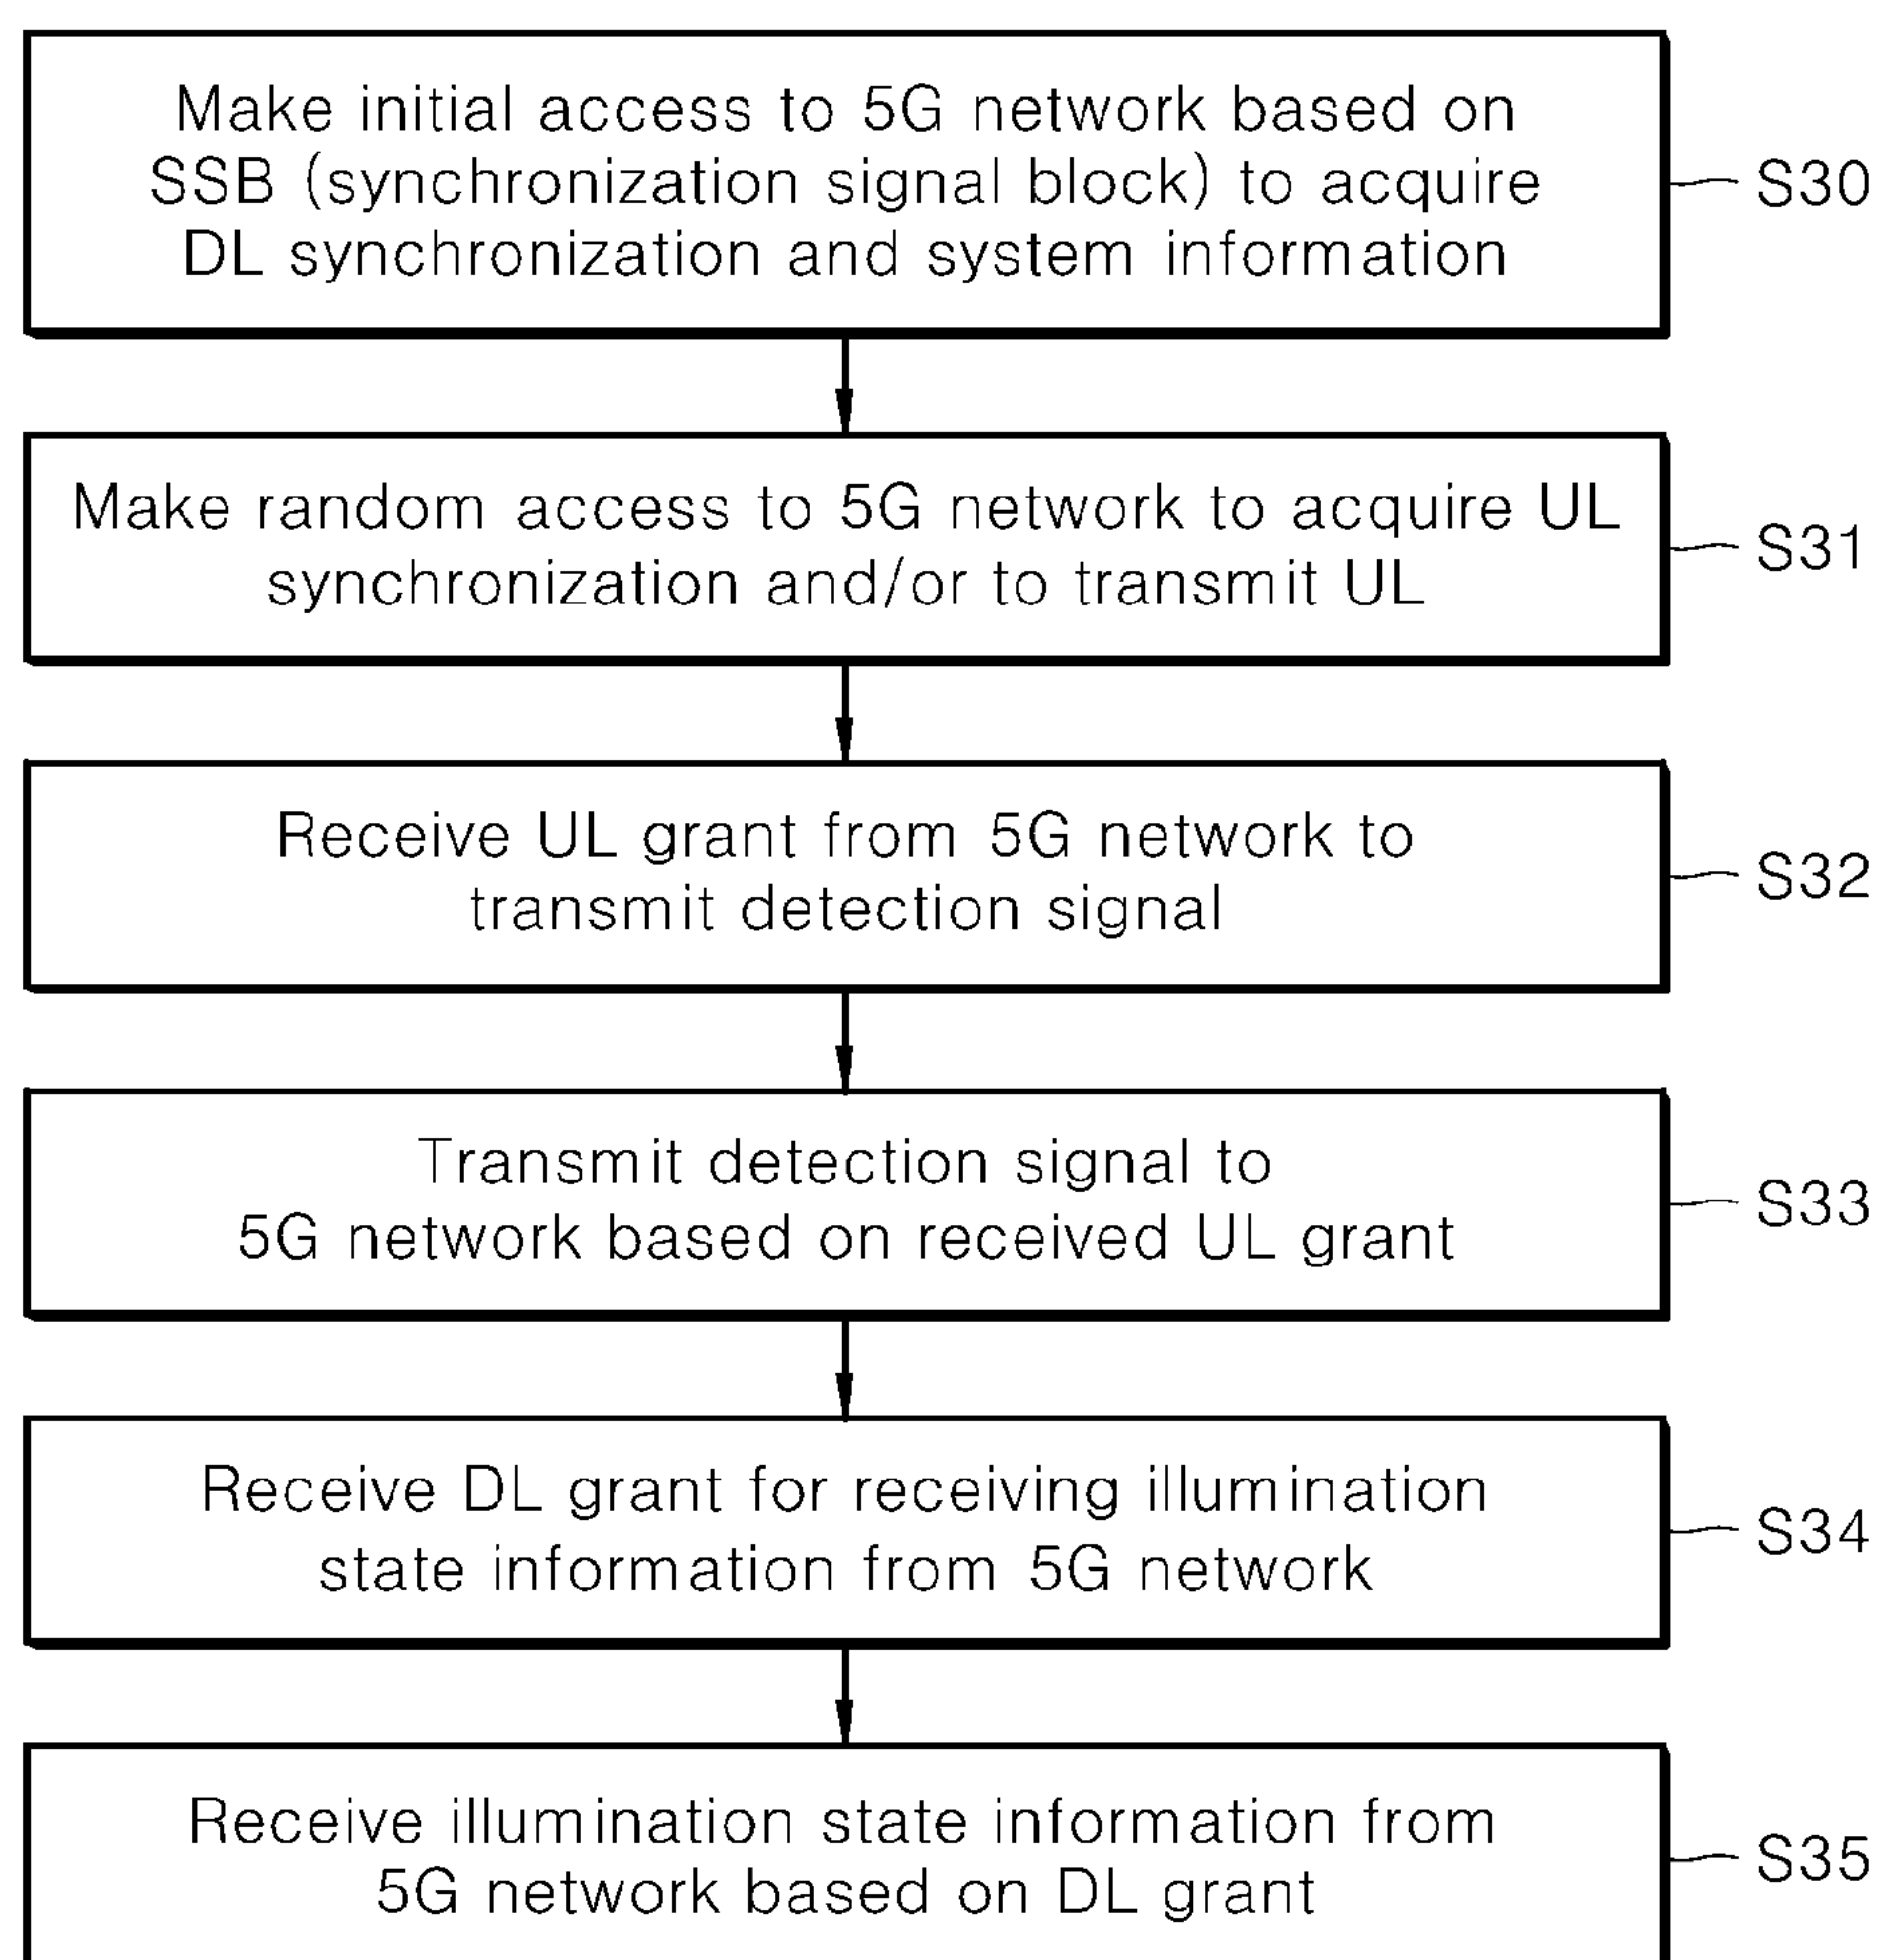 Make initial access to 5G network based on
SSB (synchronization signal block) to acquire
DL synchronization and system information
S30
Make random access to 5G network to acquire UL
synchronization and/or to transmit UL
S31
Receive UL grant from 5G network to
transmit detection signal
S32
Transmit detection signal to
5G network based on received UL grant
S33
Receive DL grant for receiving illumination
state information from 5G network
S34
Receive illumination state information from
5G network based on DL grant
S35